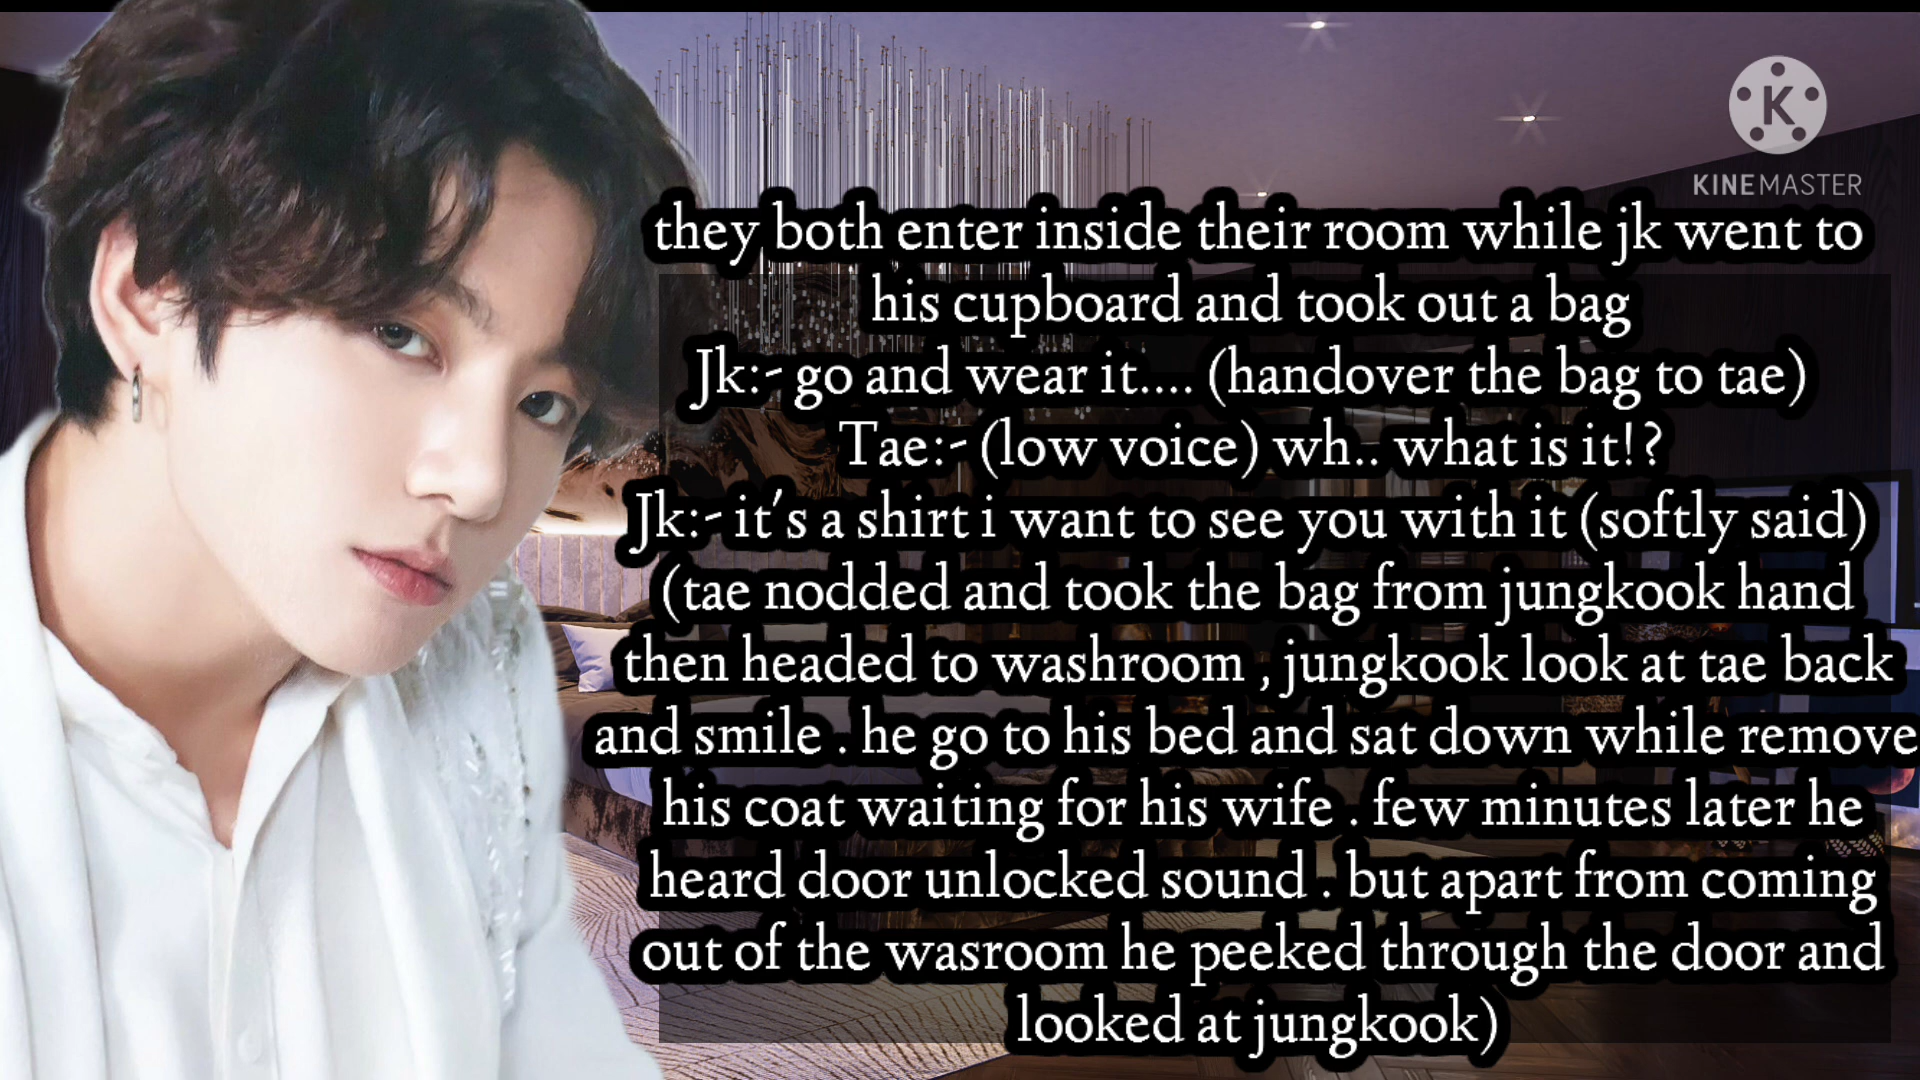 KINEMASTER
they both enter inside their room while jk went to
his cupboard and took out a bag
Jk:- go and wear it.... (handover the bag to tae)
Tae:- (low voice) wh.. what is it!?
Jk:- it's a shirt i want to see you with it (softly said)
(tae nodded and took the bag from jungkook hand
then headed to washroom , jungkook look at tae back
and smile . he go to his bed and sat down while remove
his coat waiting for his wife . few minutes later he
heard door unlocked sound . but apart from coming
out of the wasroom he peeked through the door and
looked at jungkook)